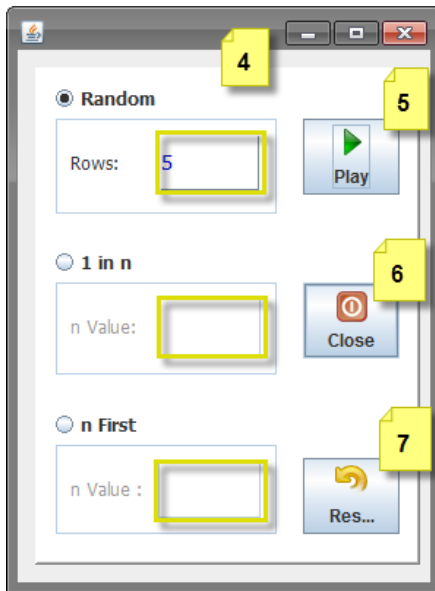 4
Random
5
Rows: 5
Play
1 in n
6
n Value:
Close
n First
7
n Value :
Res...